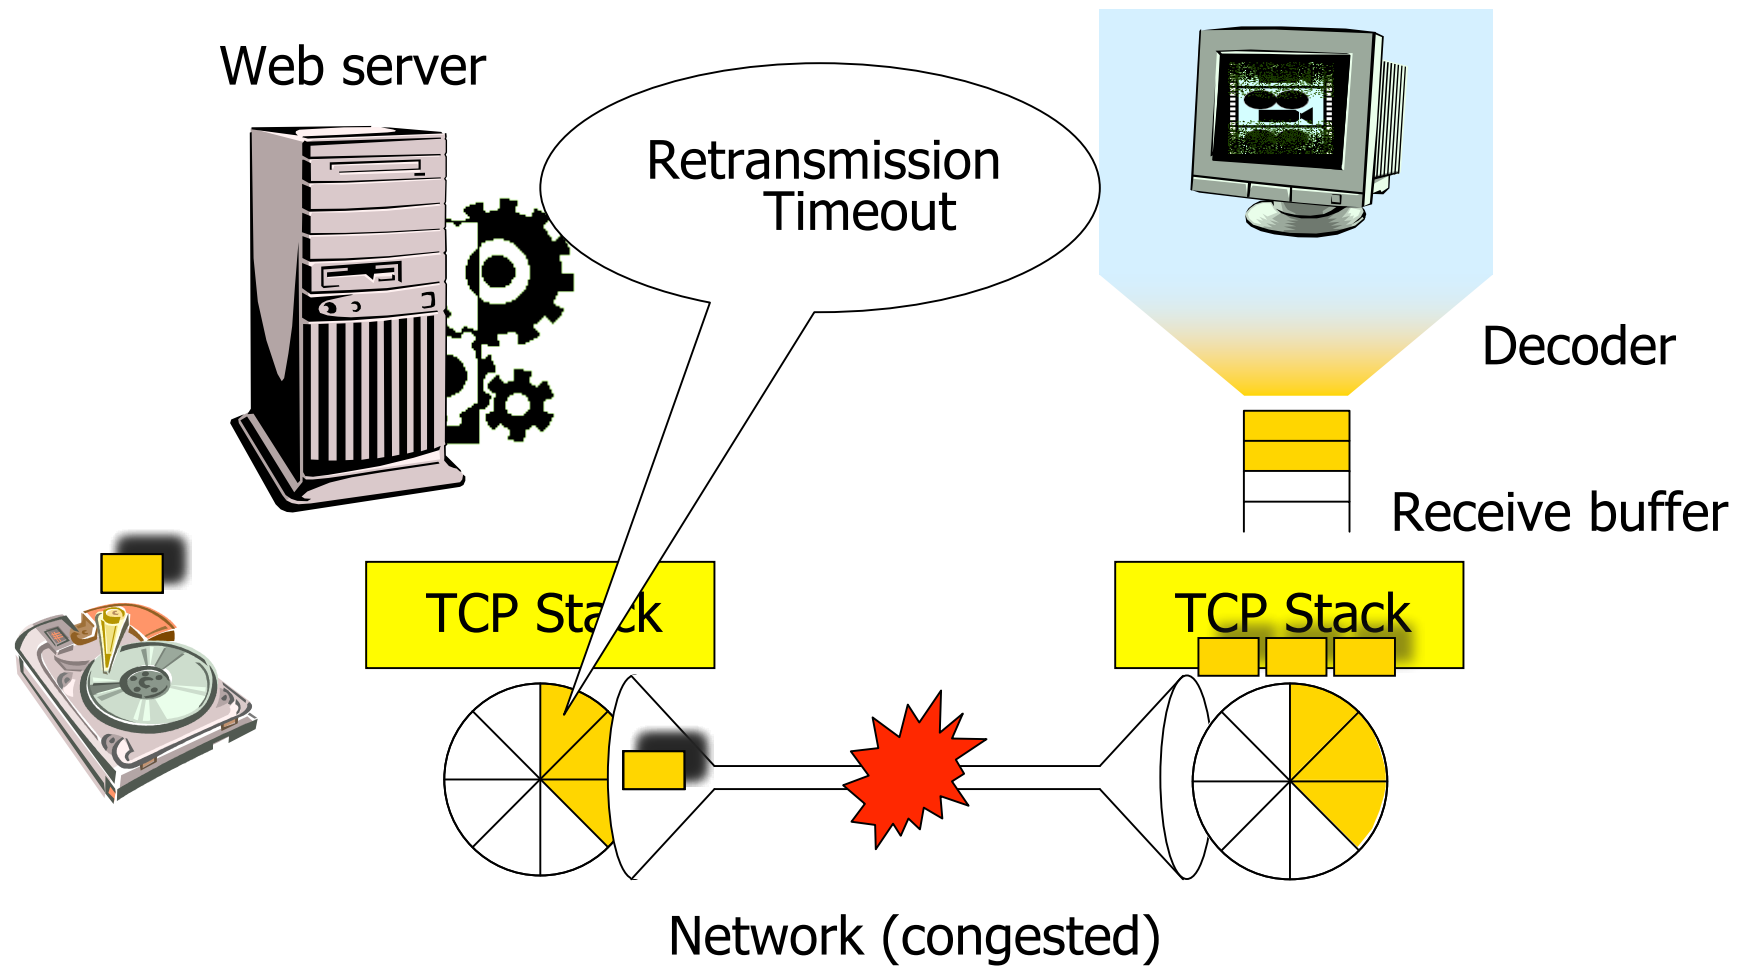 Web server
Retransmission
Timeout
Decoder
Receive buffer
TCP Stack
TCP Stack
Network (congested)